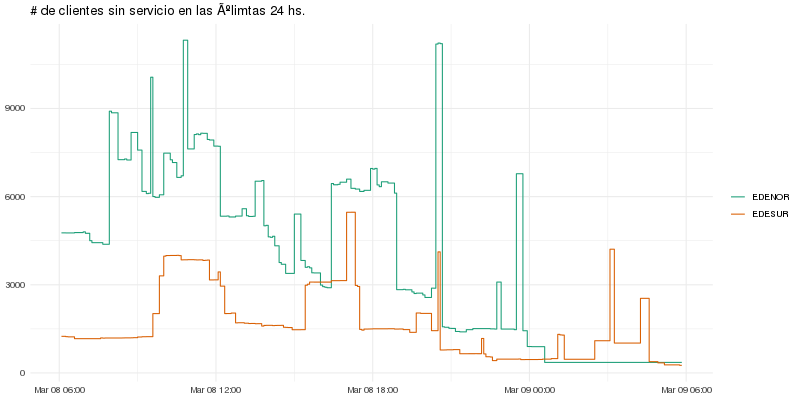 # de clientes sin servicio en las Ãºlimtas 24 hs.
9000
6000
3000
0
Mar 08 06:00
Mar 08 12:00
Mar 08 18:00
Mar 09 00:00
Mar 09 06:00
EDENOR
EDESUR